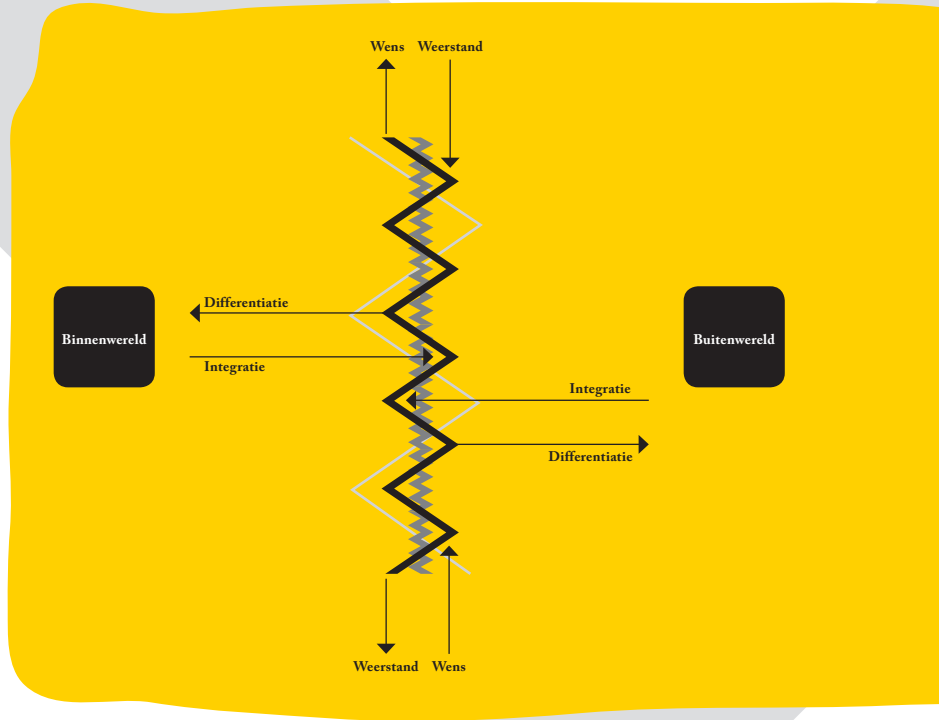 Wens Weerstand
Differentiatie
Binnenwereld
Buitenwereld
Integratie
Integratie
Differentiatie
Weerstand Wens